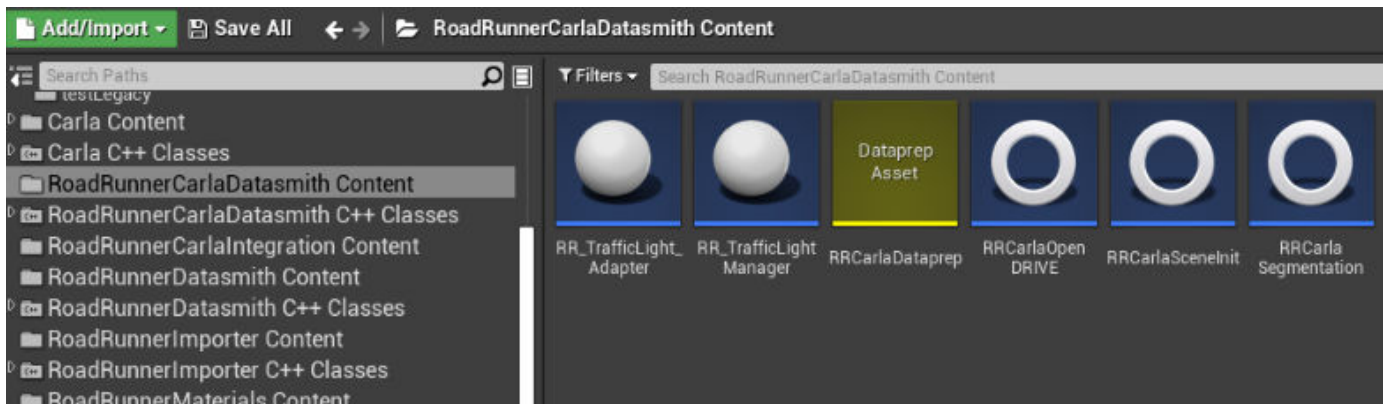 Add/Import
Save All
RoadRunnerCarlaDatasmith Content
Search Paths
testLegacy
Carla Content
Carla C++ Classes
RoadRunnerCarlaDatasmith Content
RoadRunnerCarlaDatasmith C++ Classes
RoadRunnerCarlaIntegration Content
RoadRunnerDatasmith Content
RoadRunnerDatasmith C++ Classes
RoadRunnerImporter Content
RoadRunnerImporter C++ Classes
RoadRunnerMaterials Content
Filters
Search RoadRunnerCarlaDatasmith Content
Dataprep
Asset
RR_TrafficLight_
Adapter
RR_TrafficLight
Manager
RRCarlaDataprep
RRCarlaOpen
DRIVE
RRCarlaSceneInit
RRCarla
Segmentation